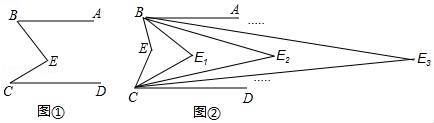 B A
E
C D
图①
B A ……
E E₁ E₂ E₃
C D ……
图②